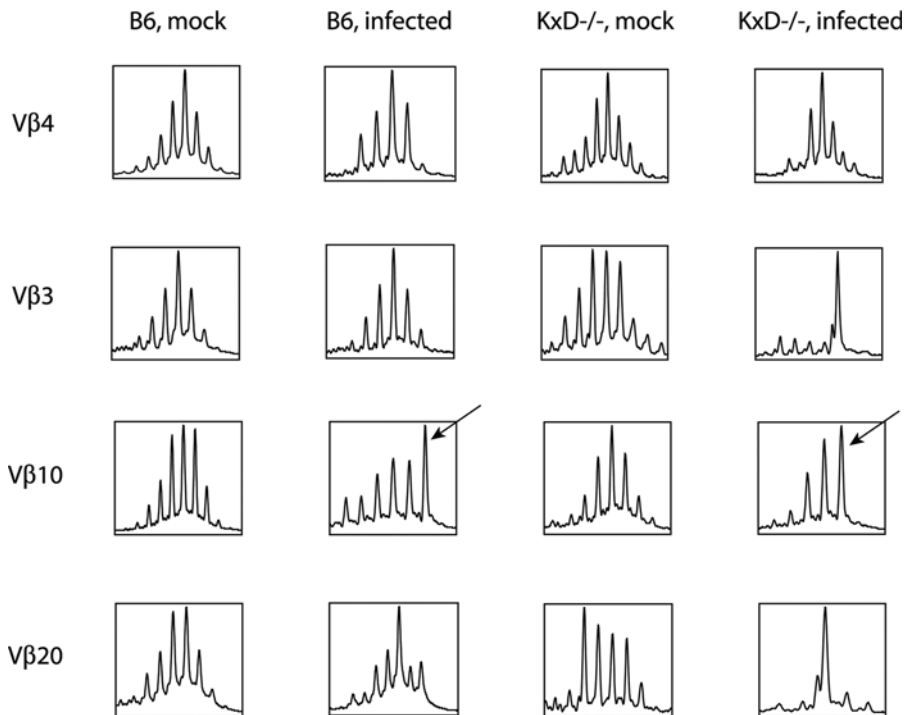 B6, mock B6, infected KxD-/-, mock KxD-/-, infected
Vβ4
Vβ3
Vβ10
Vβ20